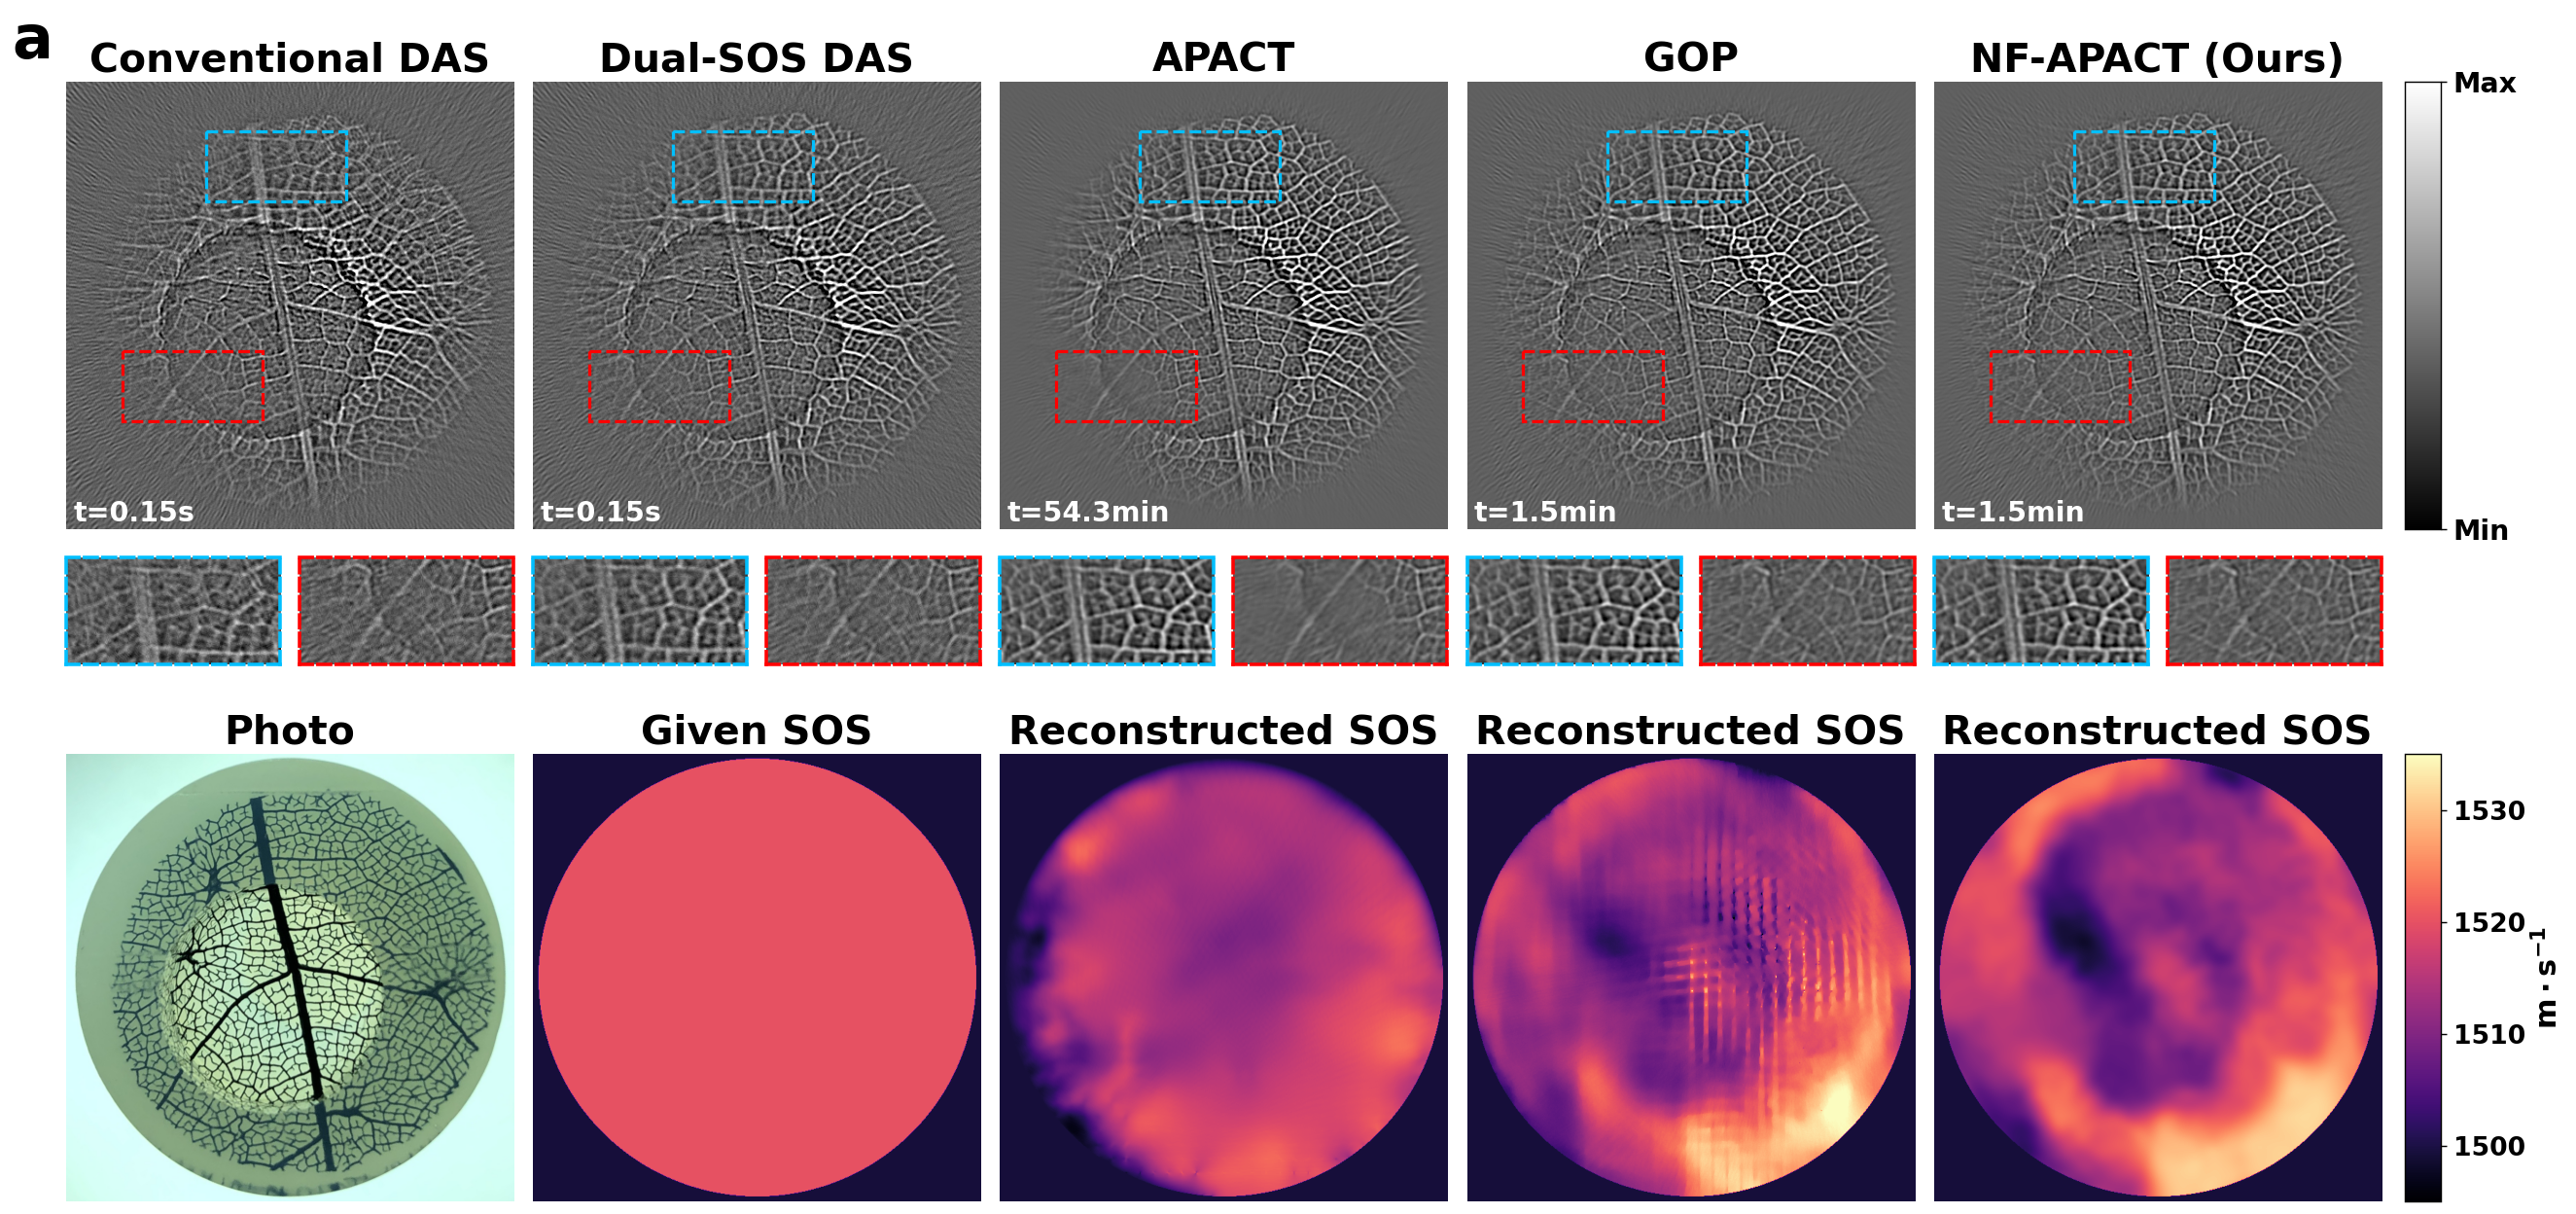 a
Conventional DAS
Dual-SOS DAS
APACT
GOP
NF-APACT (Ours)
Max
Min
t=0.15s
t=0.15s
t=54.3min
t=1.5min
t=1.5min
Photo
Given SOS
Reconstructed SOS
Reconstructed SOS
Reconstructed SOS
1530
1520
1510
1500
m · s⁻¹